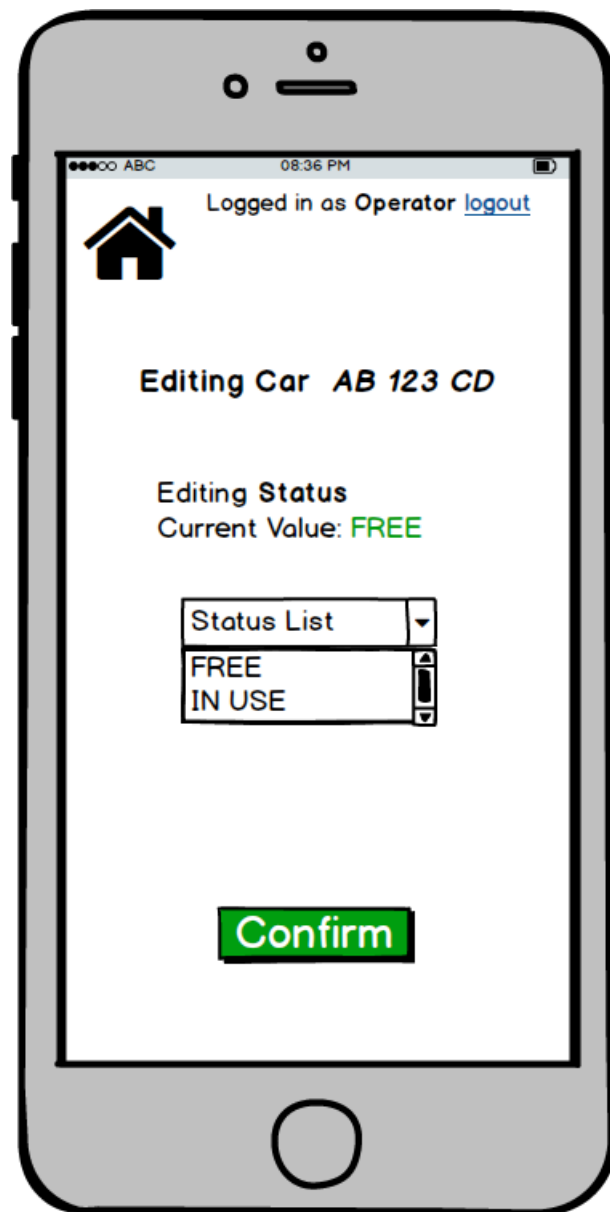 ABC 08:36 PM
Logged in as Operator logout
Editing Car AB 123 CD
Editing Status
Current Value: FREE
Status List
FREE
IN USE
Confirm